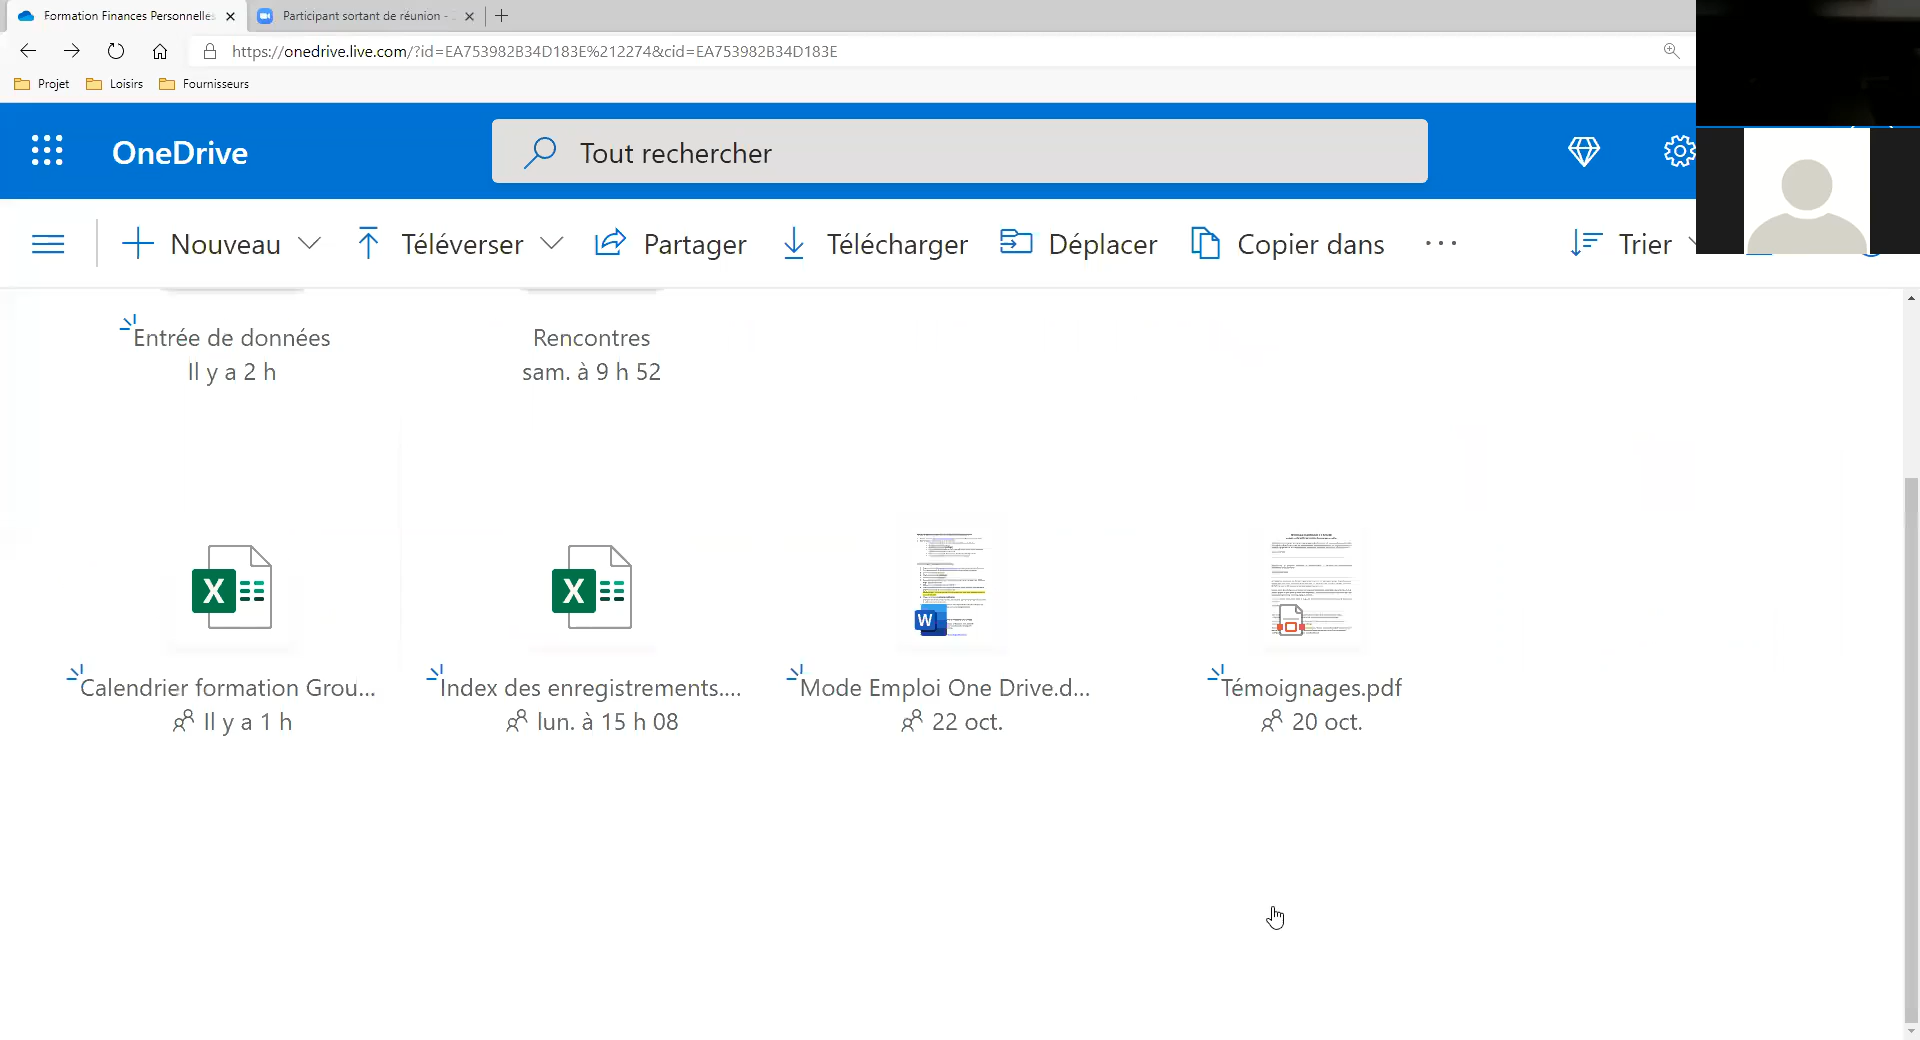 Formation Finances Personnelles
Participant sortant de réunion -
https://onedrive.live.com/?id=EA753982B34D183E%212274&cid=EA753982B34D183E
Projet Loisirs Fournisseurs
OneDrive Tout rechercher
Nouveau Téléverser Partager Télécharger Déplacer Copier dans ... Trier
Entrée de données Rencontres
Il y a 2 h sam. à 9 h 52
Calendrier formation Grou... Index des enregistrements.... Mode Emploi One Drive.d... Témoignages.pdf
Il y a 1 h lun. à 15 h 08 22 oct. 20 oct.